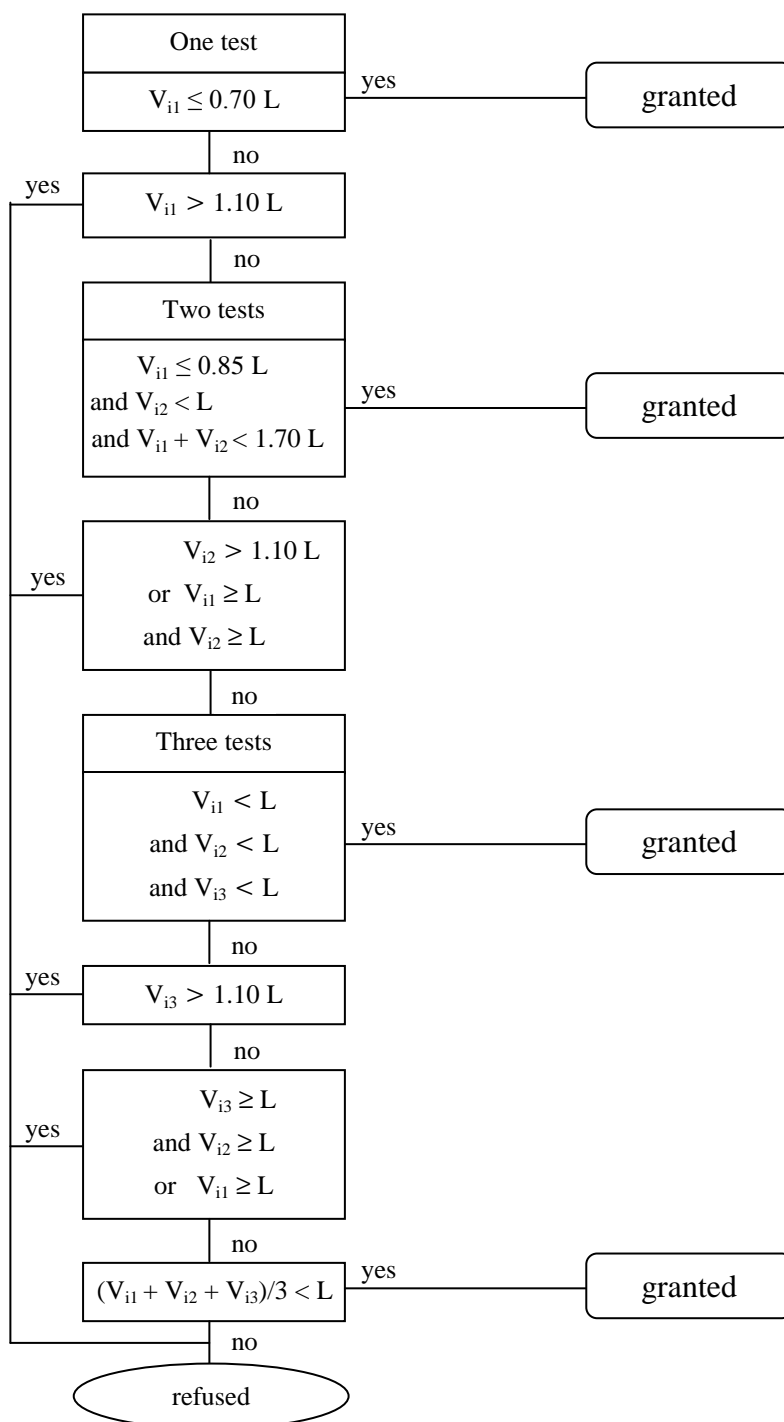 One test
V_i1 ≤ 0.70 L
yes
granted
no
yes
V_i1 > 1.10 L
no
Two tests
V_i1 ≤ 0.85 L
and V_i2 < L
and V_i1 + V_i2 < 1.70 L
yes
granted
no
yes
V_i2 > 1.10 L
or V_i1 ≥ L
and V_i2 ≥ L
no
Three tests
V_i1 < L
and V_i2 < L
and V_i3 < L
yes
granted
no
yes
V_i3 > 1.10 L
no
yes
V_i3 ≥ L
and V_i2 ≥ L
or V_i1 ≥ L
no
(V_i1 + V_i2 + V_i3)/3 < L
yes
granted
no
refused